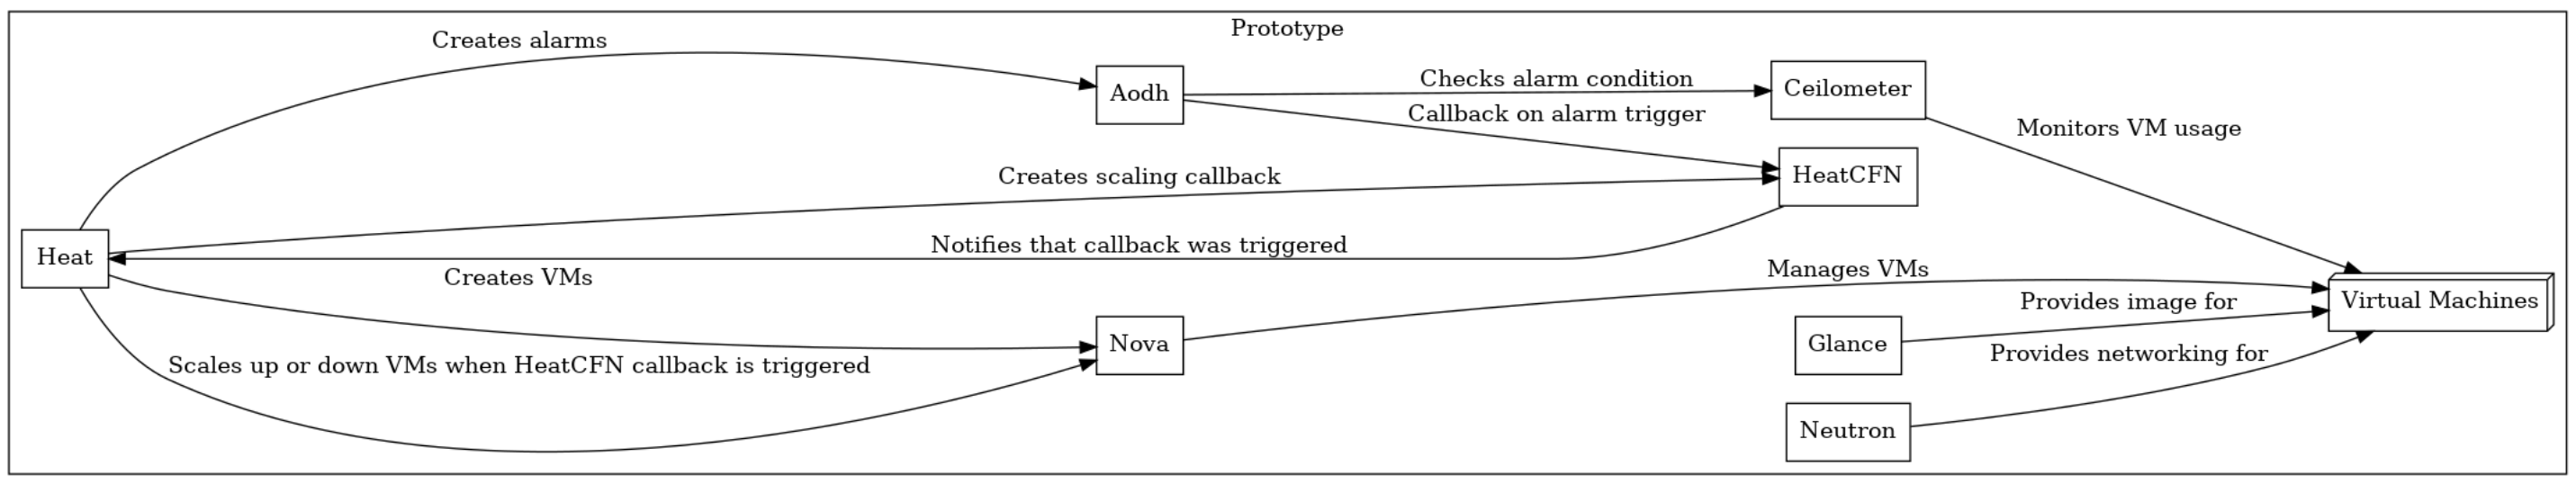 Prototype
Creates alarms
Aodh
Checks alarm condition
Ceilometer
Callback on alarm trigger
Monitors VM usage
HeatCFN
Creates scaling callback
Heat
Notifies that callback was triggered
Creates VMs
Manages VMs
Virtual Machines
Provides image for
Nova
Glance
Provides networking for
Scales up or down VMs when HeatCFN callback is triggered
Neutron